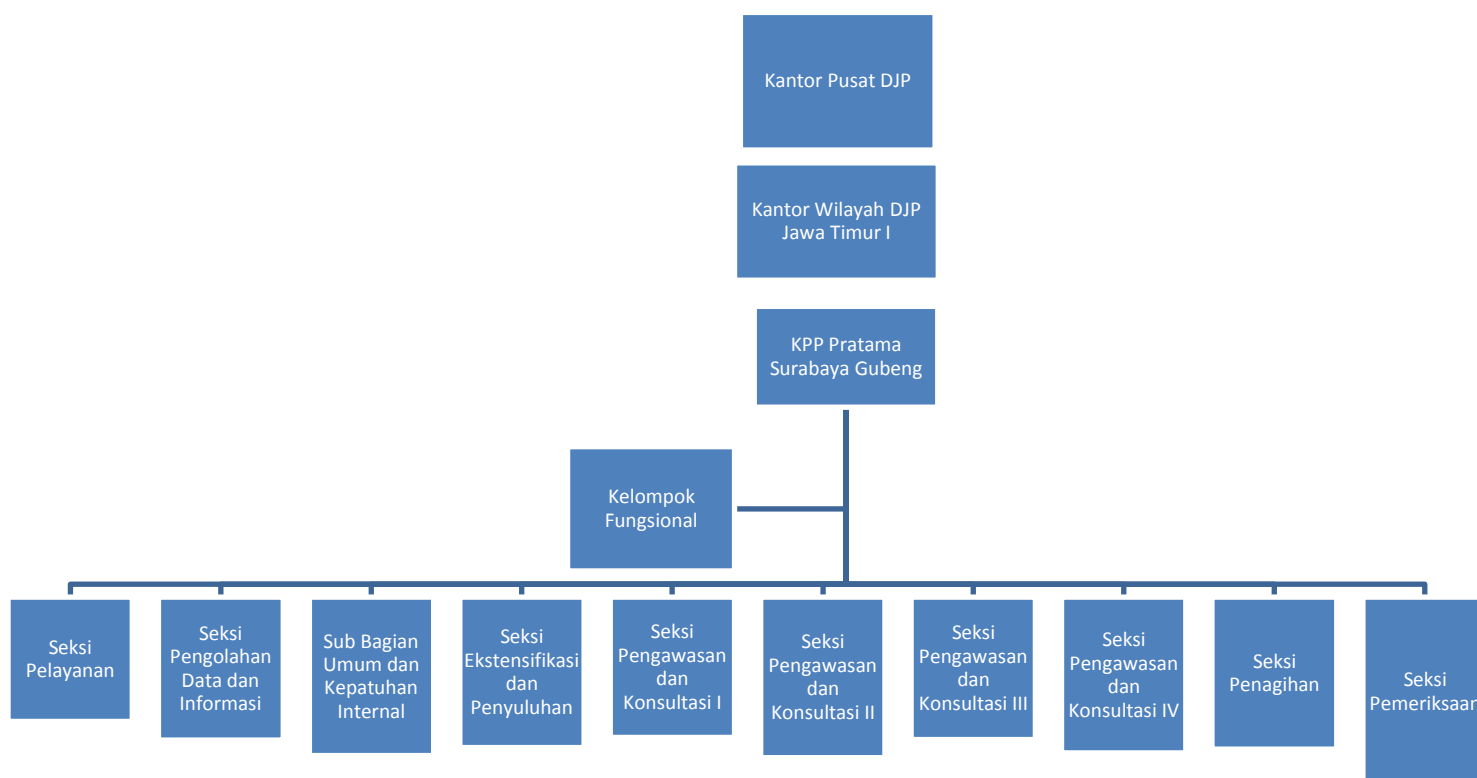 Kantor Pusat DJP
Kantor Wilayah DJP
Jawa Timur I
KPP Pratama
Surabaya Gubeng
Kelompok
Fungsional
Seksi
Pelayanan
Seksi
Pengolahan
Data dan
Informasi
Sub Bagian
Umum dan
Kepatuhan
Internal
Seksi
Ekstensifikasi
dan
Penyuluhan
Seksi
Pengawasan
dan
Konsultasi I
Seksi
Pengawasan
dan
Konsultasi II
Seksi
Pengawasan
dan
Konsultasi III
Seksi
Pengawasan
dan
Konsultasi IV
Seksi
Penagihan
Seksi
Pemeriksaan